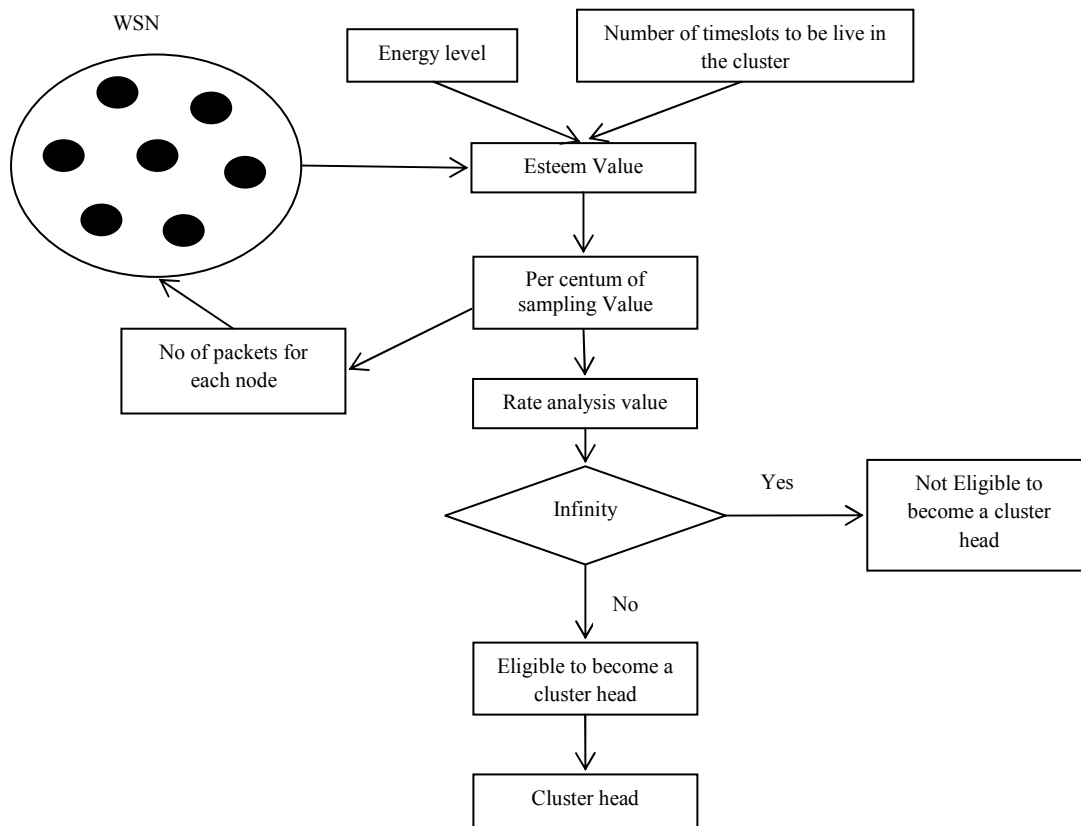 WSN
Energy level
Number of timeslots to be live in
the cluster
Esteem Value
Per centum of
sampling Value
No of packets for
each node
Rate analysis value
Infinity
Yes
Not Eligible to
become a cluster
head
No
Eligible to become a
cluster head
Cluster head